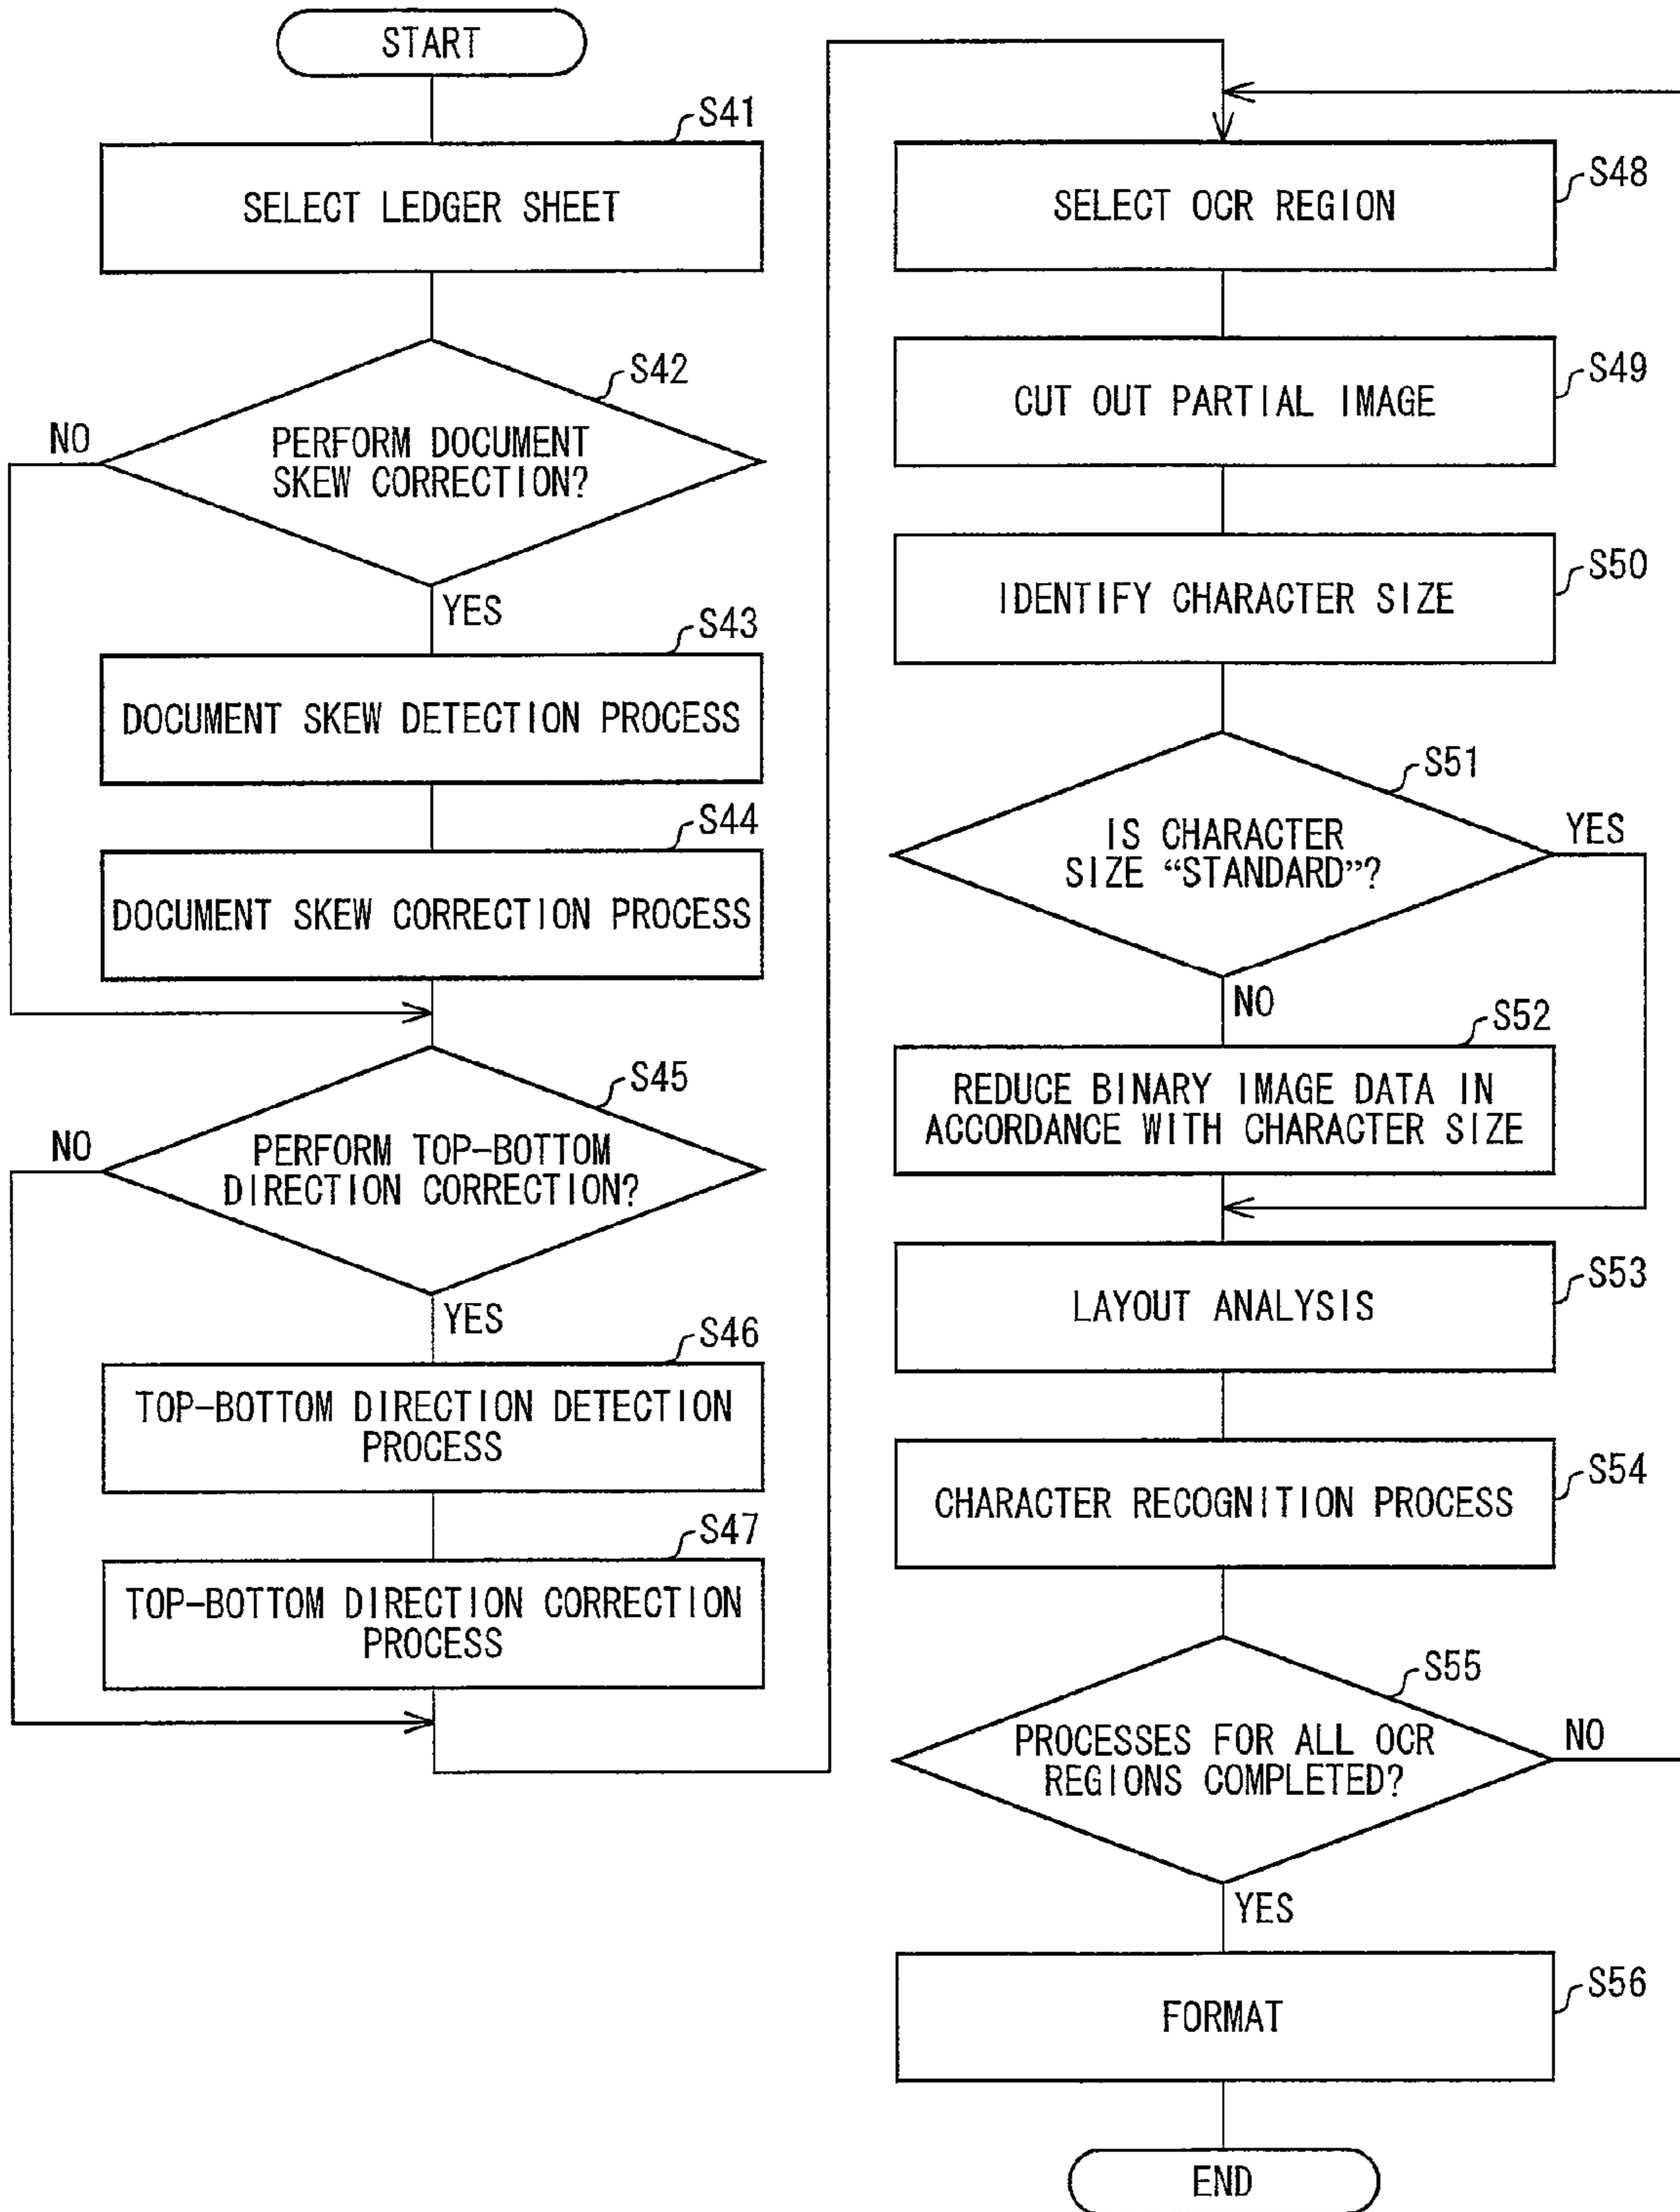 START
S41
SELECT LEDGER SHEET
S42
PERFORM DOCUMENT
SKEW CORRECTION?
NO
YES
S43
DOCUMENT SKEW DETECTION PROCESS
S44
DOCUMENT SKEW CORRECTION PROCESS
S45
PERFORM TOP-BOTTOM
DIRECTION CORRECTION?
NO
YES
S46
TOP-BOTTOM DIRECTION DETECTION
PROCESS
S47
TOP-BOTTOM DIRECTION CORRECTION
PROCESS
S48
SELECT OCR REGION
S49
CUT OUT PARTIAL IMAGE
S50
IDENTIFY CHARACTER SIZE
S51
IS CHARACTER
SIZE “STANDARD”?
YES
NO
S52
REDUCE BINARY IMAGE DATA IN
ACCORDANCE WITH CHARACTER SIZE
S53
LAYOUT ANALYSIS
S54
CHARACTER RECOGNITION PROCESS
S55
PROCESSES FOR ALL OCR
REGIONS COMPLETED?
NO
YES
S56
FORMAT
END